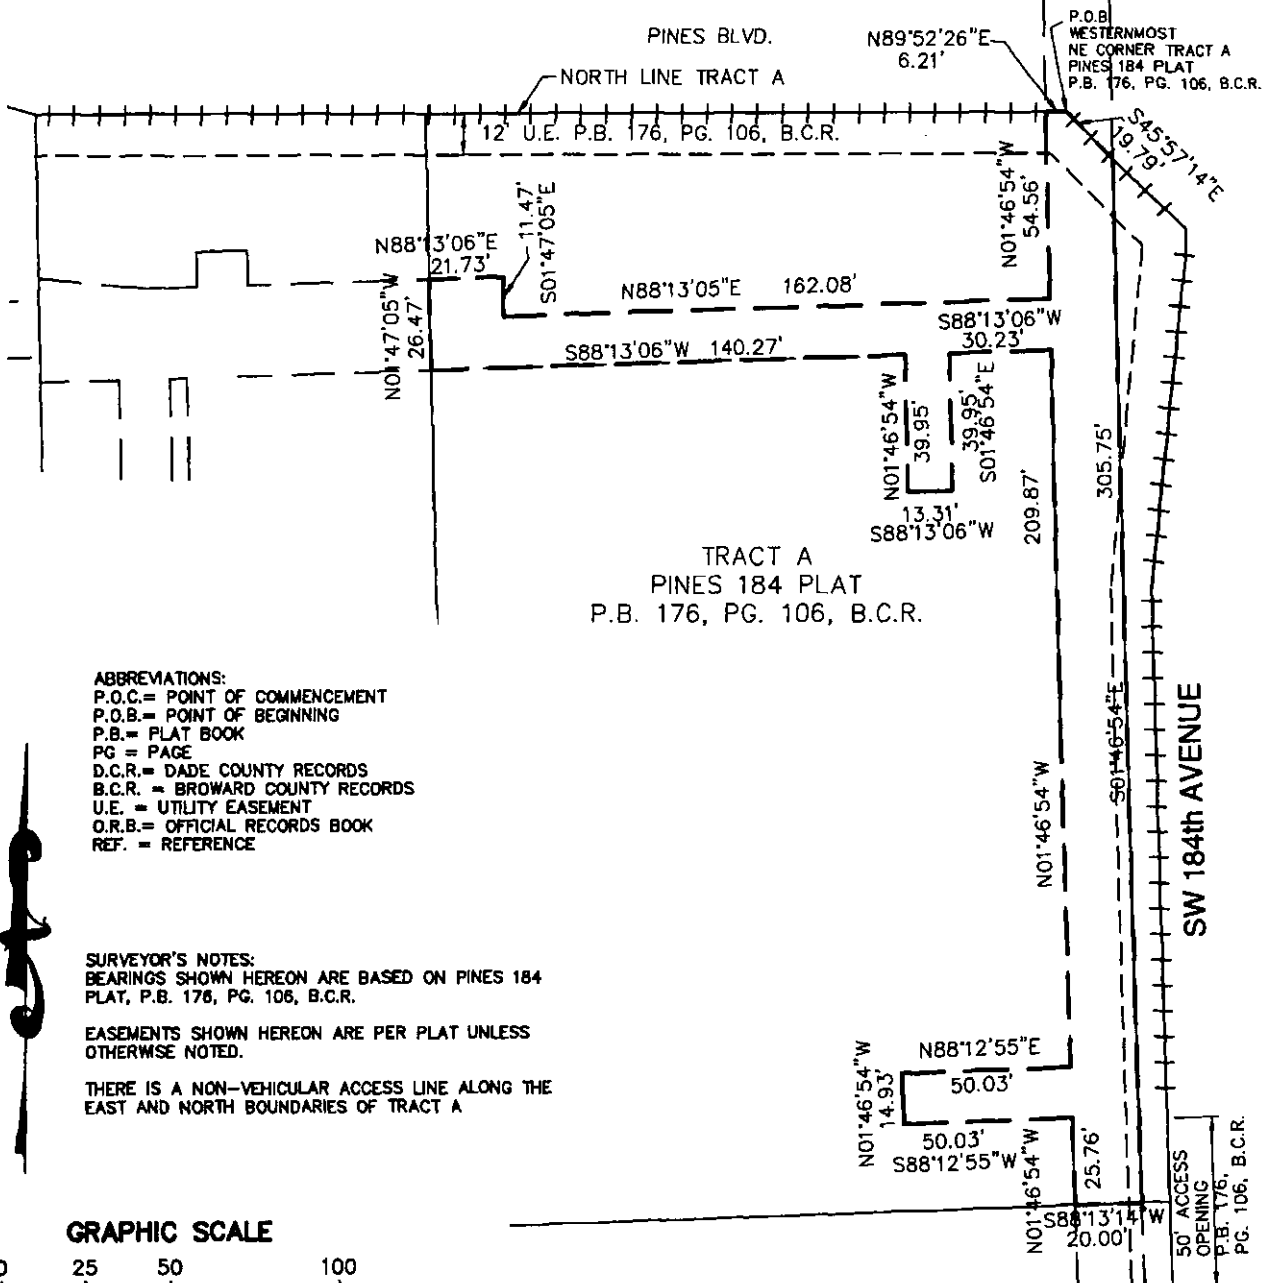 PINES BLVD.
N89°52'26"E
6.21'
P.O.B
WESTERNMOST
NE CORNER TRACT A
PINES 184 PLAT
P.B. 176, PG. 106, B.C.R.
NORTH LINE TRACT A
12' U.E. P.B. 176, PG. 106, B.C.R.
S45°57'14"E
19.79'
N01°46'54"W
54.56'
11.47'
S01°47'05"E
N88°13'06"E
21.73'
N88°13'05"E 162.08'
N01°47'05"W
26.47'
S88°13'06"W 140.27'
S88°13'06"W
30.23'
N01°46'54"W
39.95'
39.95'
S01°46'54"E
13.31'
S88°13'06"W
209.87'
305.75'
TRACT A
PINES 184 PLAT
P.B. 176, PG. 106, B.C.R.
ABBREVIATIONS:
P.O.C.= POINT OF COMMENCEMENT
P.O.B.= POINT OF BEGINNING
P.B.= PLAT BOOK
PG = PAGE
D.C.R.= DADE COUNTY RECORDS
B.C.R. = BROWARD COUNTY RECORDS
U.E. = UTILITY EASEMENT
O.R.B.= OFFICIAL RECORDS BOOK
REF. = REFERENCE
S01°46'54"E
SW 184th AVENUE
N01°46'54"W
SURVEYOR'S NOTES:
BEARINGS SHOWN HEREON ARE BASED ON PINES 184
PLAT, P.B. 176, PG. 106, B.C.R.
EASEMENTS SHOWN HEREON ARE PER PLAT UNLESS
OTHERWISE NOTED.
THERE IS A NON-VEHICULAR ACCESS LINE ALONG THE
EAST AND NORTH BOUNDARIES OF TRACT A
N88°12'55"E
50.03'
N01°46'54"W
14.93'
50.03'
S88°12'55"W
N01°46'54"W
25.76'
S88°13'14"W
20.00'
50' ACCESS
OPENING
P.B. 176,
PG. 106, B.C.R.
GRAPHIC SCALE
0 25 50 100